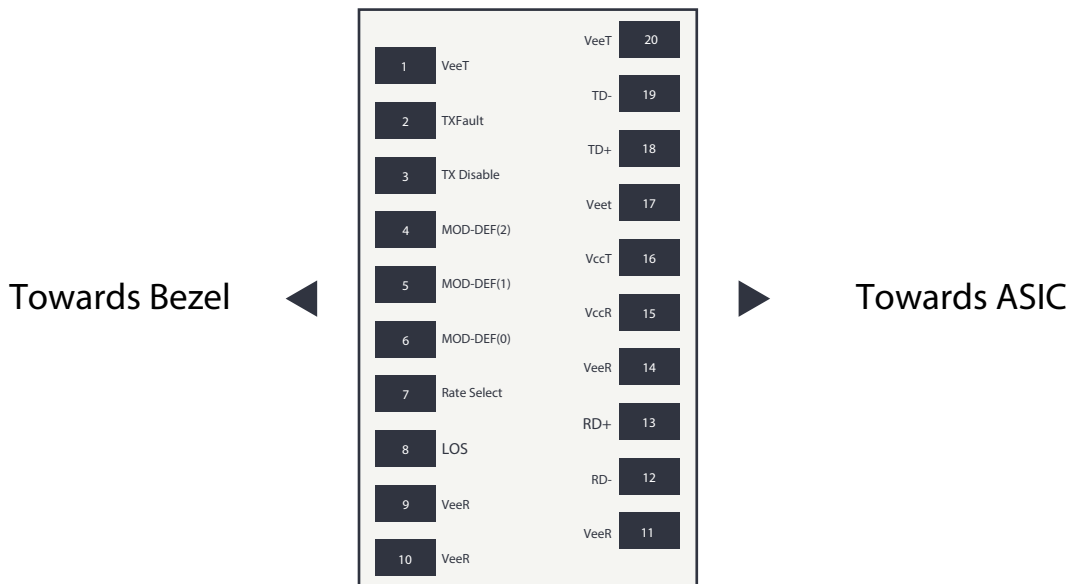 Towards Bezel
1 VeeT
2 TXFault
3 TX Disable
4 MOD-DEF(2)
5 MOD-DEF(1)
6 MOD-DEF(0)
7 Rate Select
8 LOS
9 VeeR
10 VeeR
VeeT 20
TD- 19
TD+ 18
Veet 17
VccT 16
VccR 15
VeeR 14
RD+ 13
RD- 12
VeeR 11
Towards ASIC